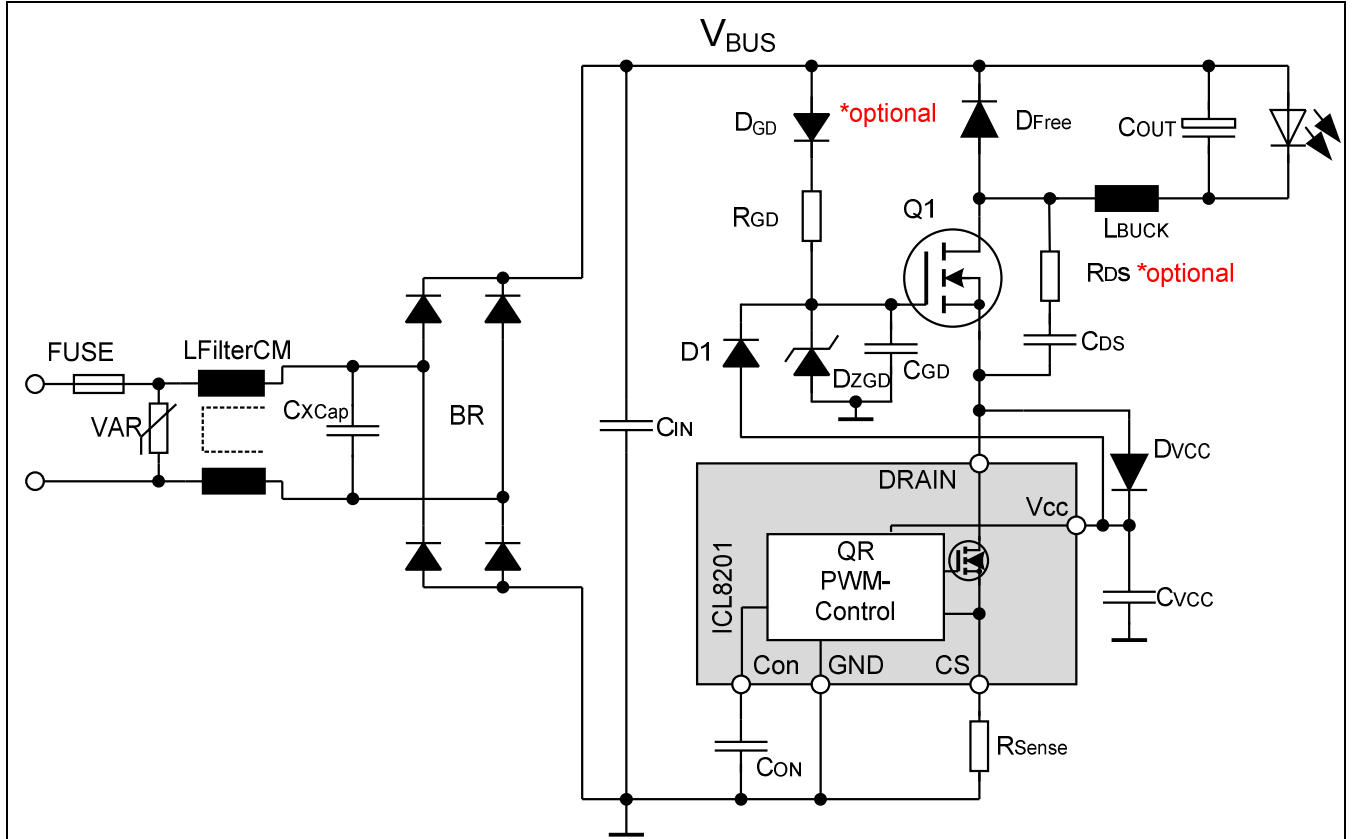 VBUS
DGD
*optional
DFree
COUT
RGD
Q1
LBUCK
RDS *optional
FUSE
LFilterCM
D1
DZGD
CGD
CDS
VAR
CXCap
BR
CIN
DVCC
DRAIN
Vcc
ICL8201
QR
PWM-
Control
CVCC
Con
GND
CS
CON
RSense